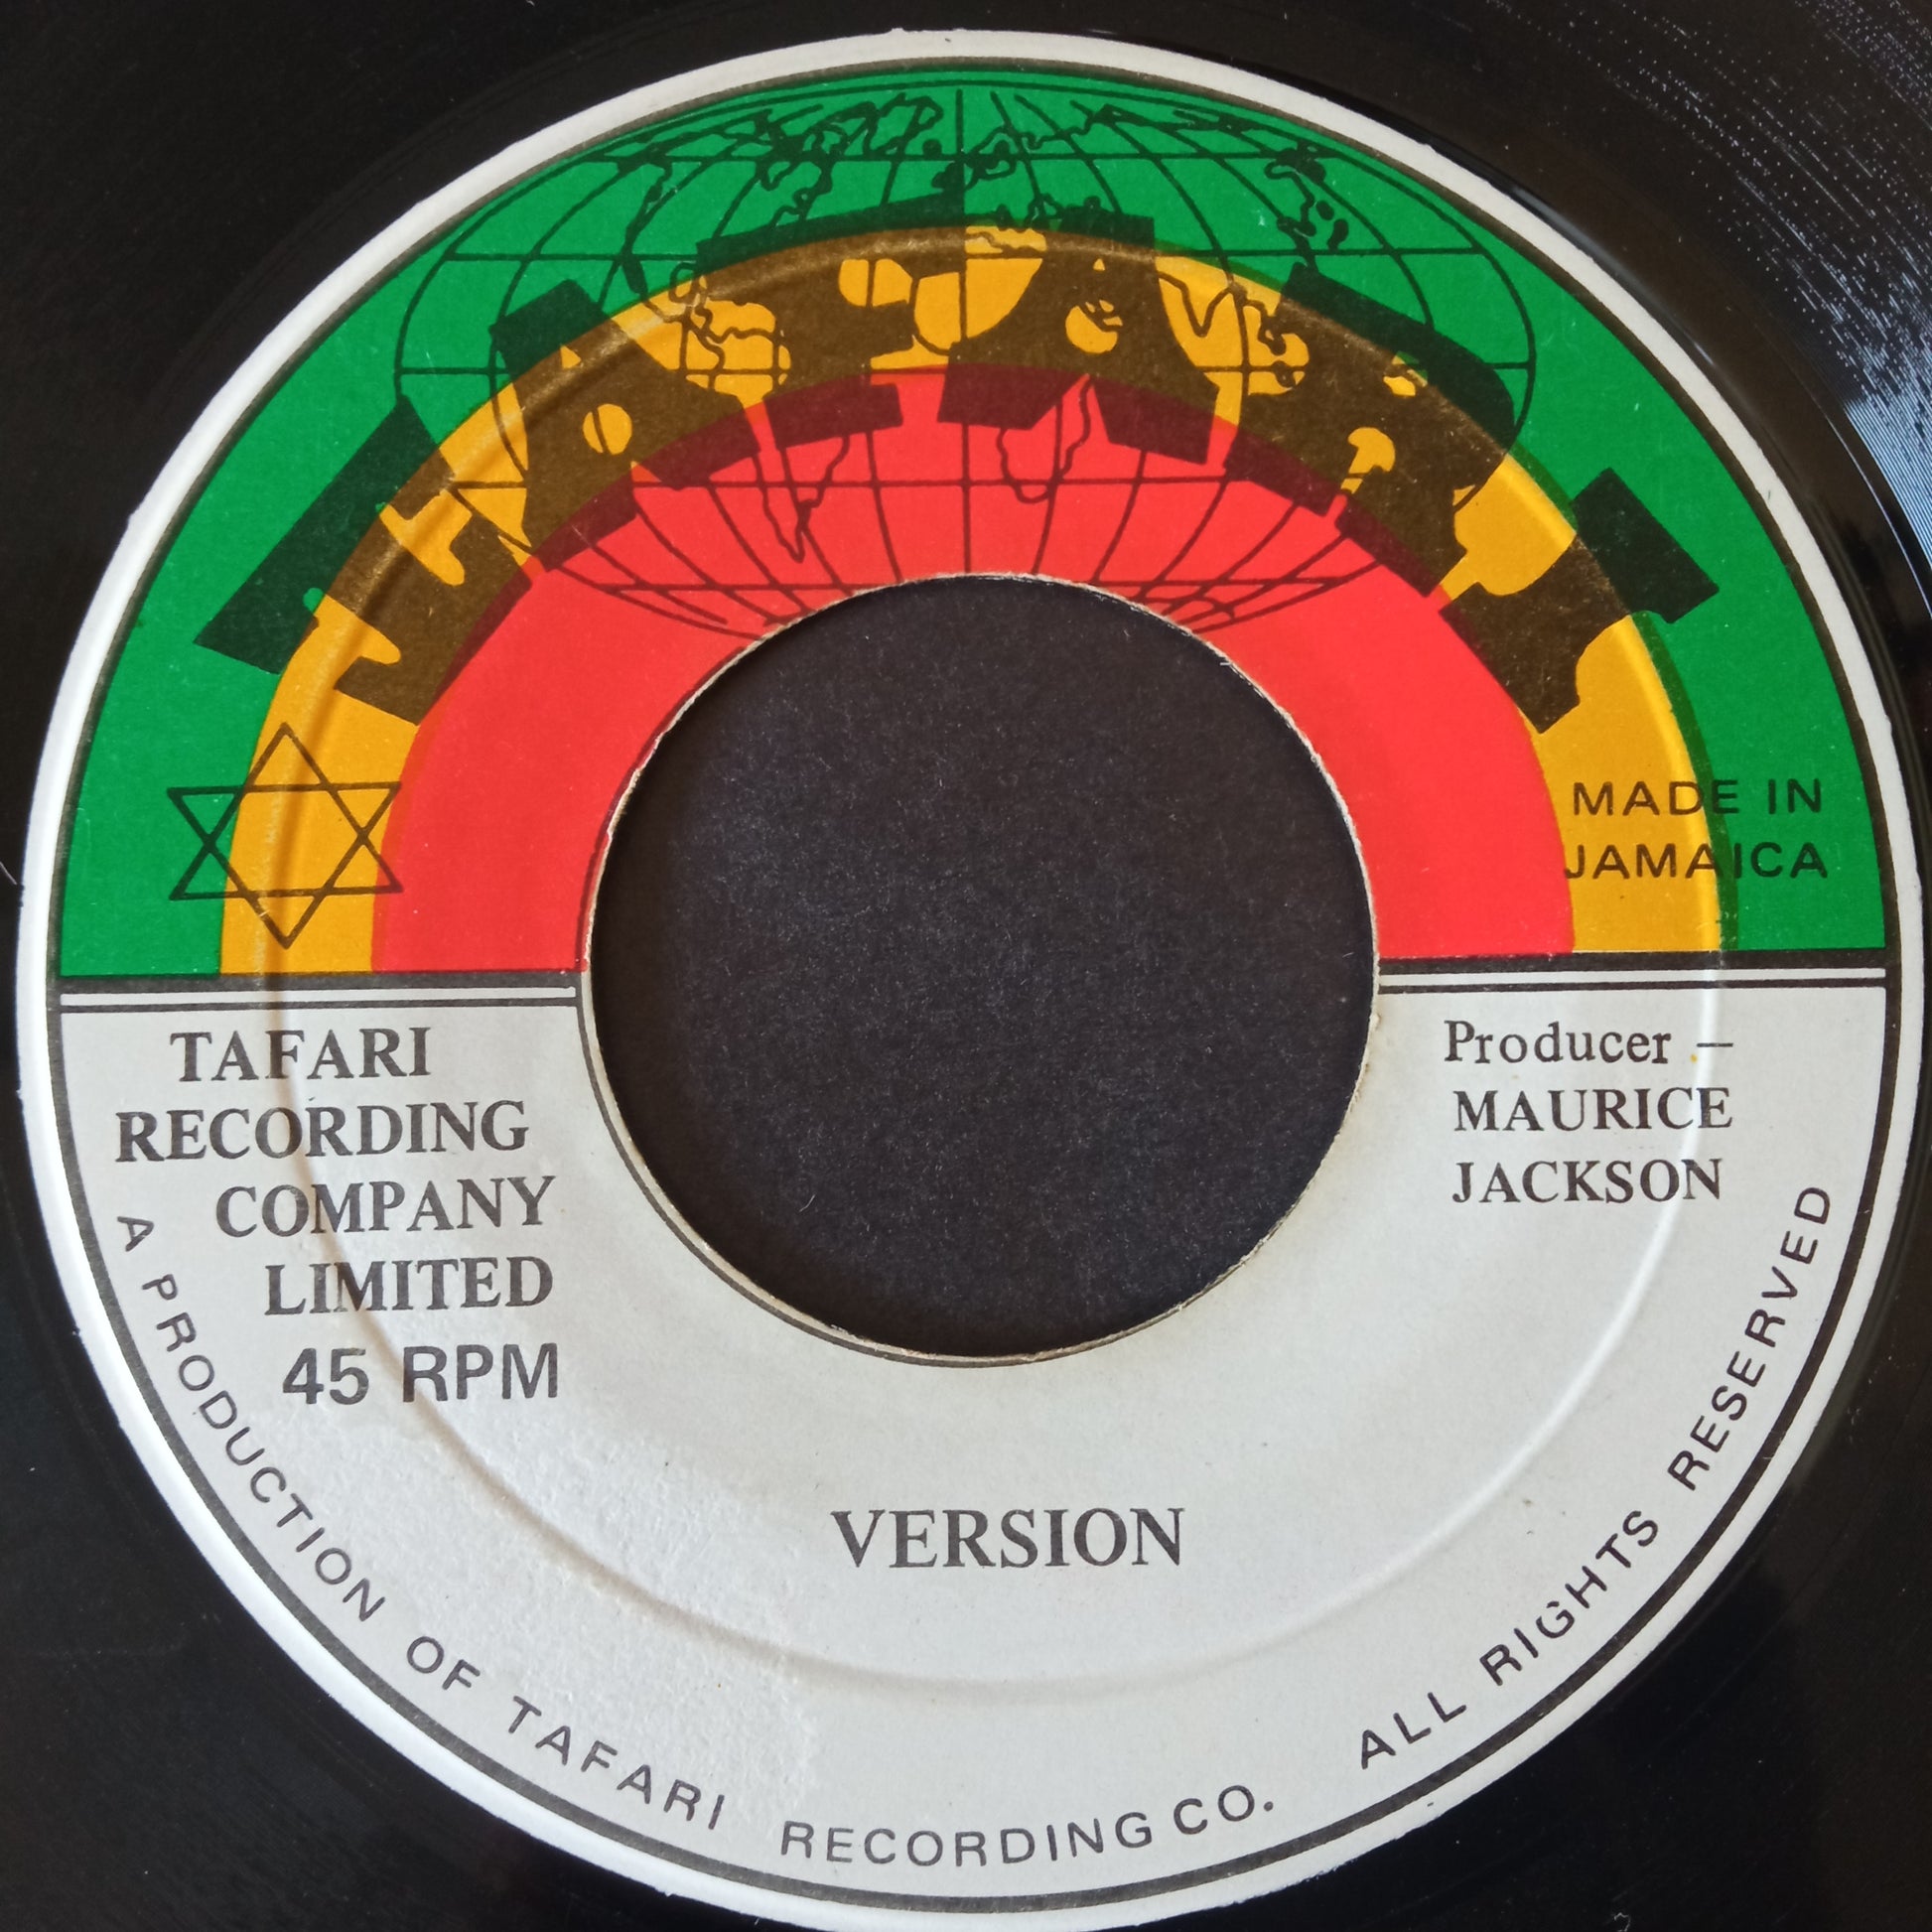 TAFARI
MADE IN
JAMAICA
TAFARI
RECORDING
COMPANY
LIMITED
45 RPM
Producer —
MAURICE
JACKSON
VERSION
A PRODUCTION OF TAFARI RECORDING CO. ALL RIGHTS RESERVED